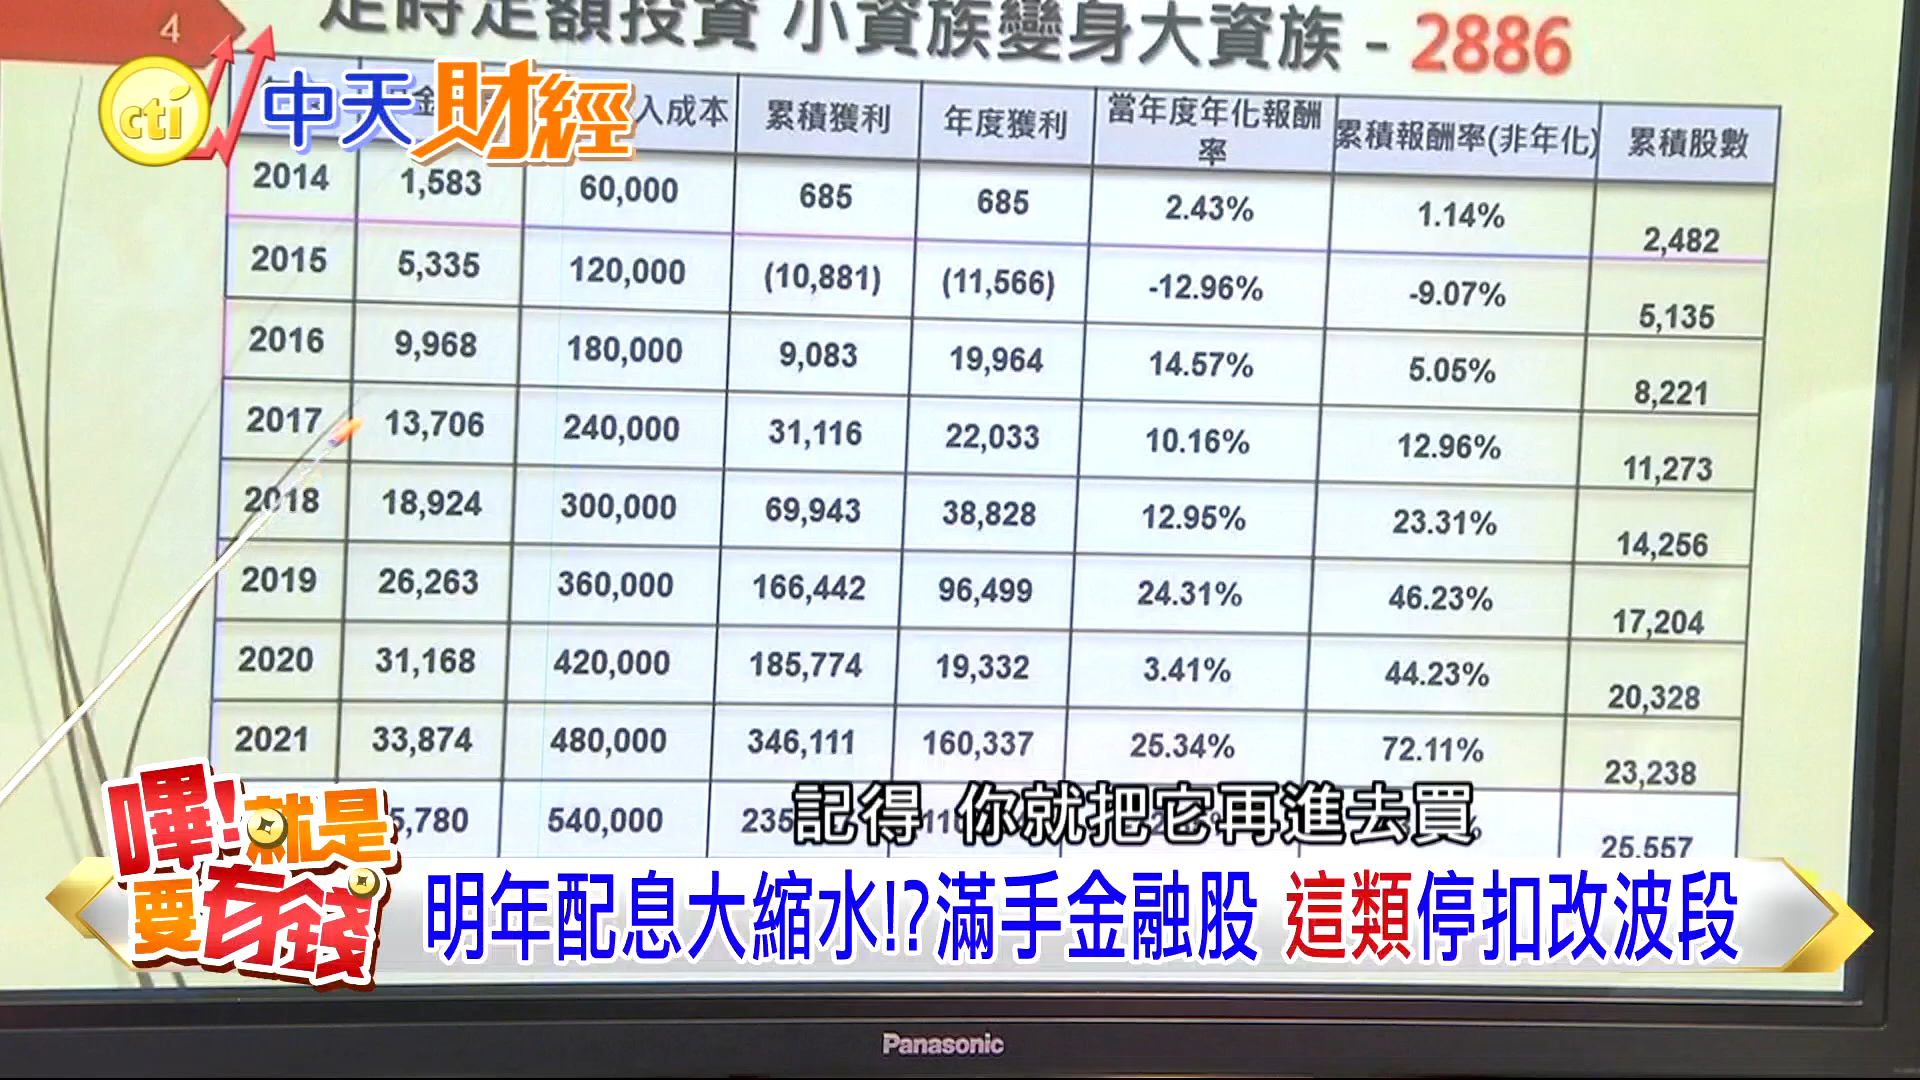 4
定時定額投資 小資族變身大資族 - 2886
cti 中天財經
金 入成本 累積獲利 年度獲利 當年度年化報酬率 累積報酬率(非年化) 累積股數
2014 1,583 60,000 685 685 2.43% 1.14% 2,482
2015 5,335 120,000 (10,881) (11,566) -12.96% -9.07% 5,135
2016 9,968 180,000 9,083 19,964 14.57% 5.05% 8,221
2017 13,706 240,000 31,116 22,033 10.16% 12.96% 11,273
2018 18,924 300,000 69,943 38,828 12.95% 23.31% 14,256
2019 26,263 360,000 166,442 96,499 24.31% 46.23% 17,204
2020 31,168 420,000 185,774 19,332 3.41% 44.23% 20,328
2021 33,874 480,000 346,111 160,337 25.34% 72.11% 23,238
5,780 540,000 235 25,557
記得 你就把它再進去買
嗶!就是要有錢
明年配息大縮水!?滿手金融股 這類停扣改波段
Panasonic